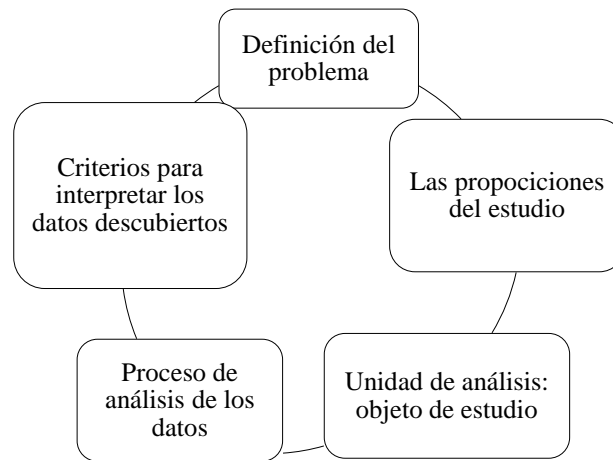 Definición del
problema
Las propociciones
del estudio
Unidad de análisis:
objeto de estudio
Proceso de
análisis de los
datos
Criterios para
interpretar los
datos descubiertos